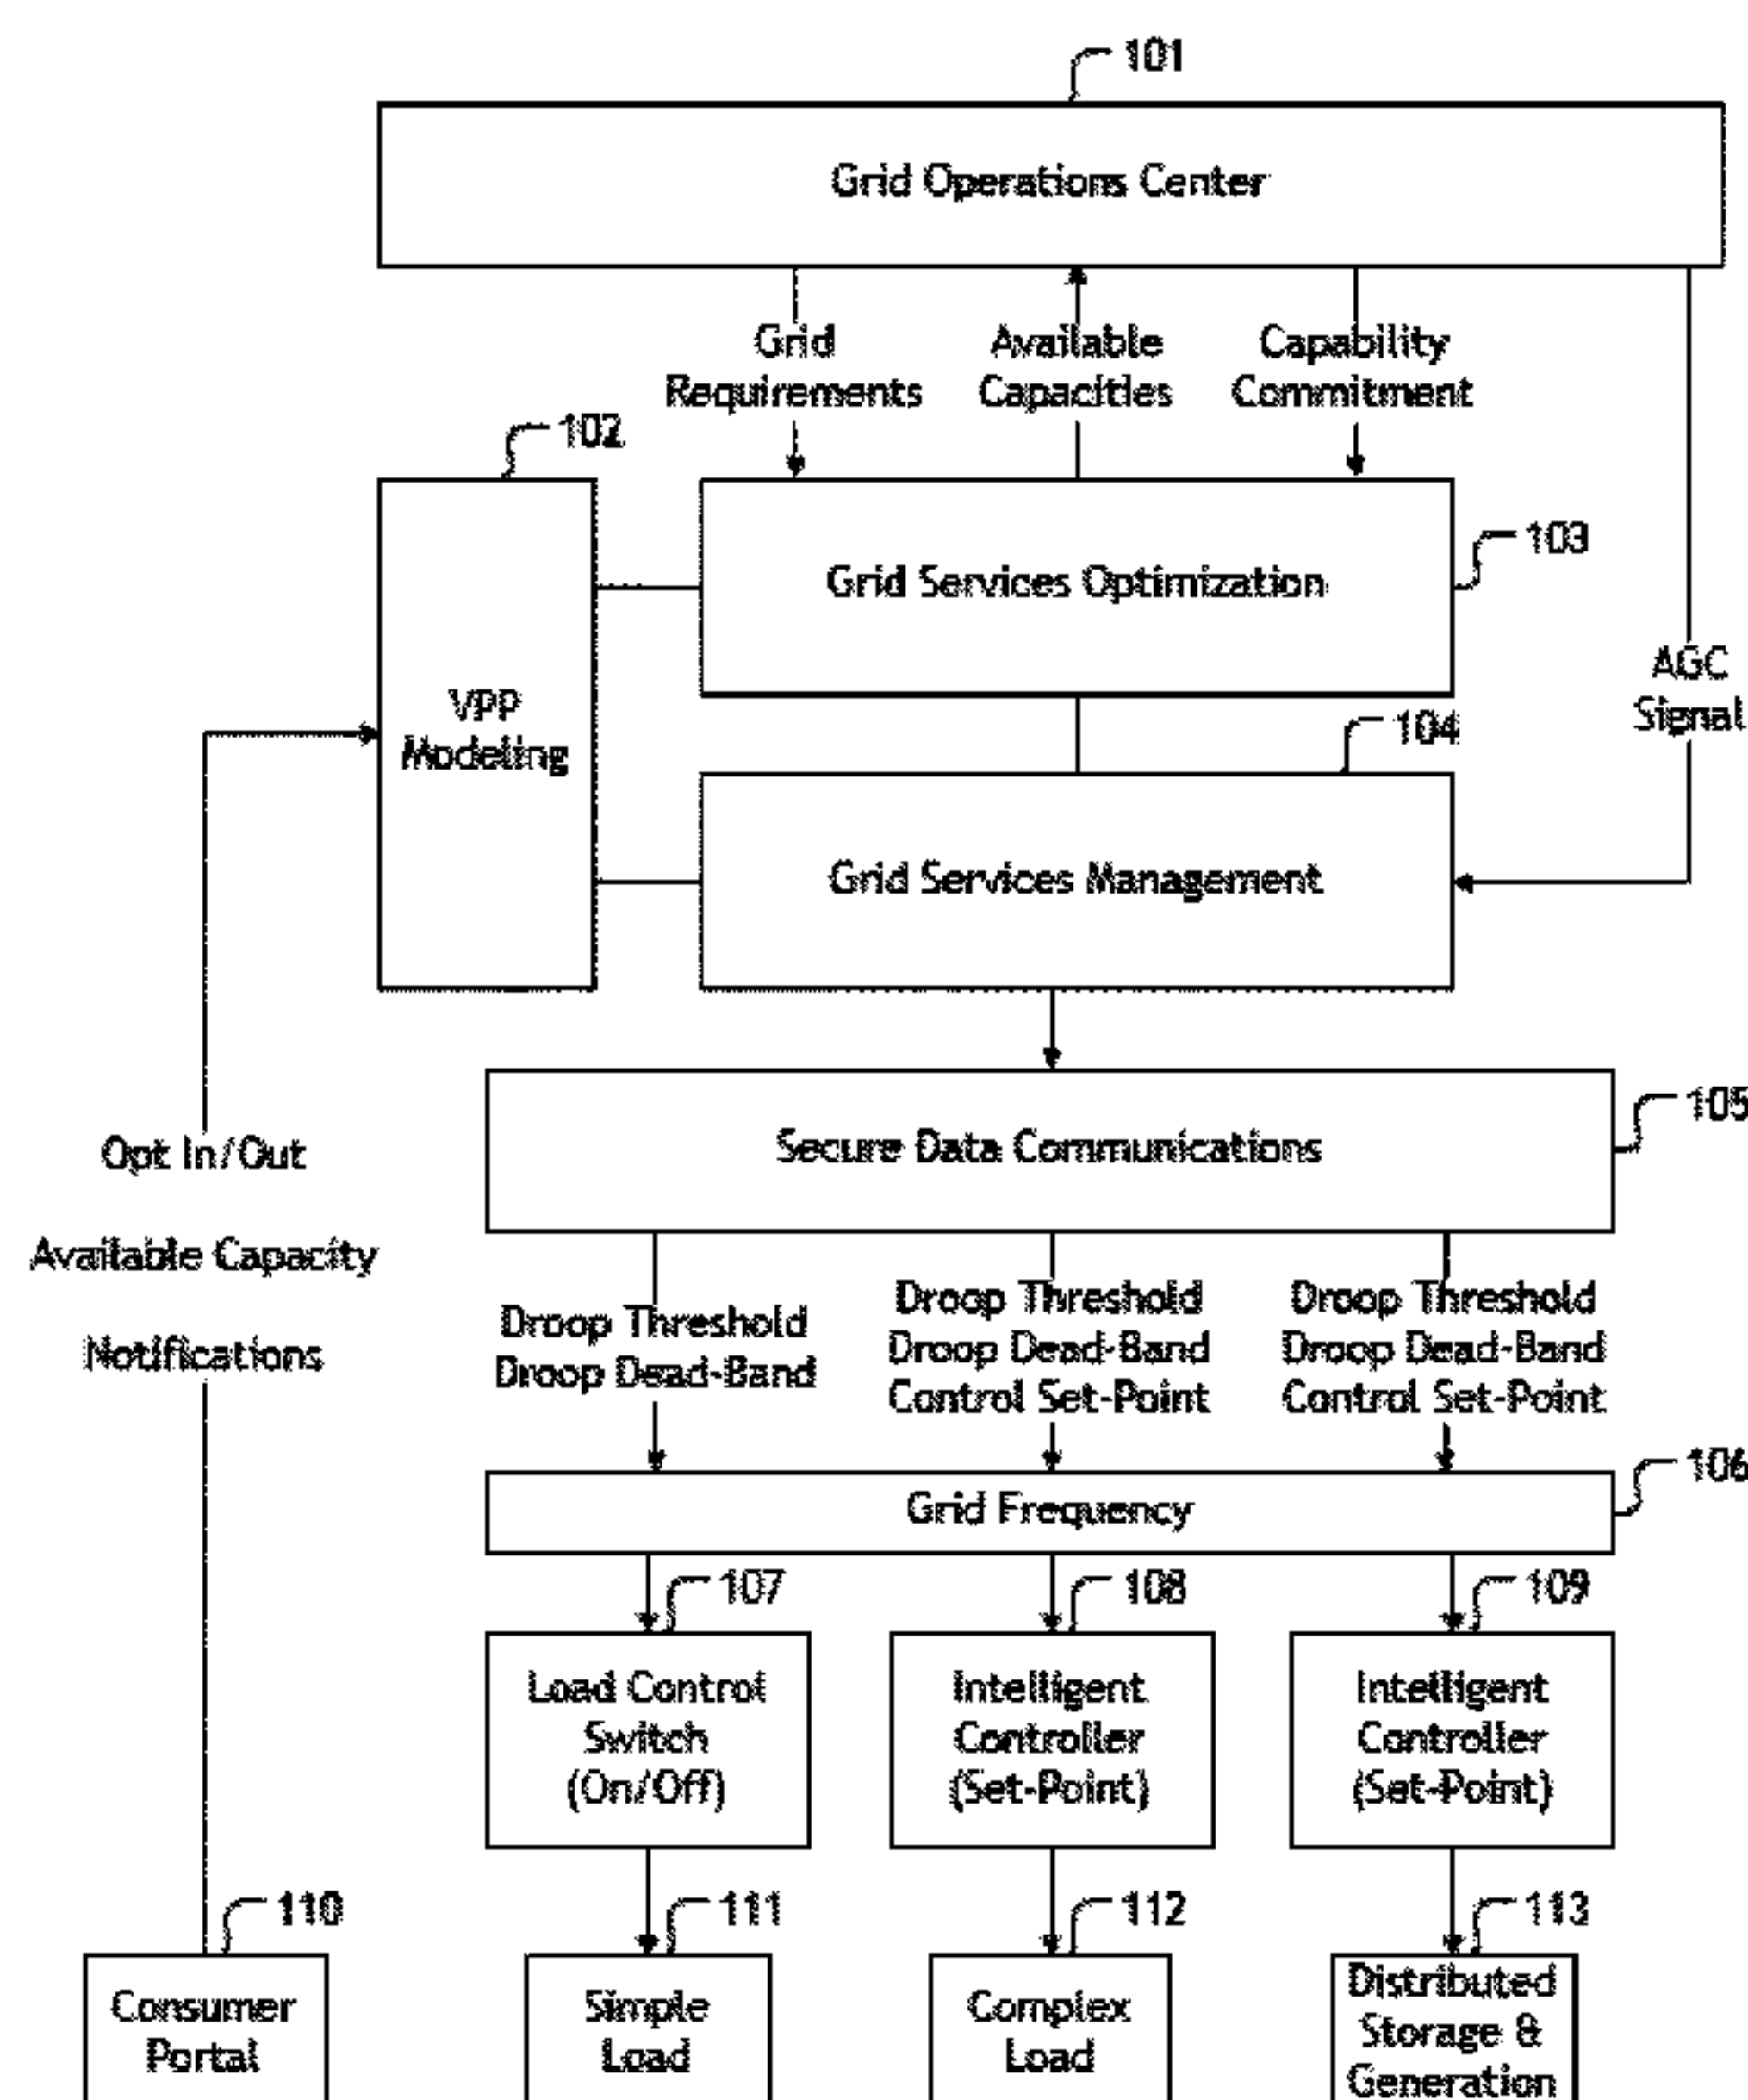 101
Grid Operations Center
Grid
Requirements
Available
Capacities
Capability
Commitment
102
103
Grid Services Optimization
AGC
Signal
VPP
Modeling
104
Grid Services Management
105
Secure Data Communications
Opt In/Out
Available Capacity
Notifications
Droop Threshold
Droop Dead-Band
Droop Threshold
Droop Dead-Band
Control Set-Point
Droop Threshold
Droop Dead-Band
Control Set-Point
106
Grid Frequency
107
108
109
Load Control
Switch
(On/Off)
Intelligent
Controller
(Set-Point)
Intelligent
Controller
(Set-Point)
110
111
112
113
Consumer
Portal
Simple
Load
Complex
Load
Distributed
Storage &
Generation